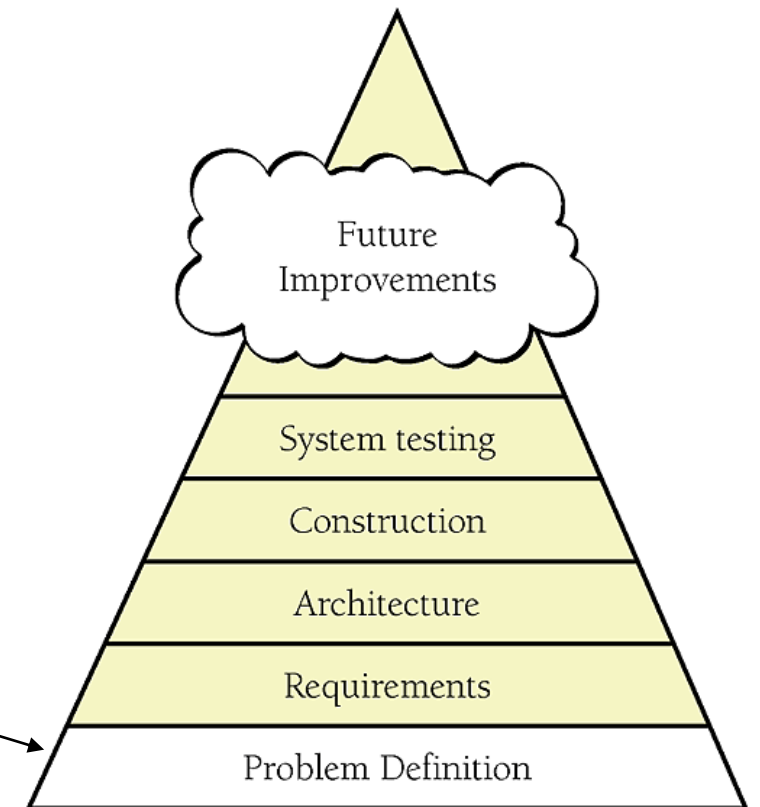 Future
Improvements
System testing
Construction
Architecture
Requirements
Problem Definition